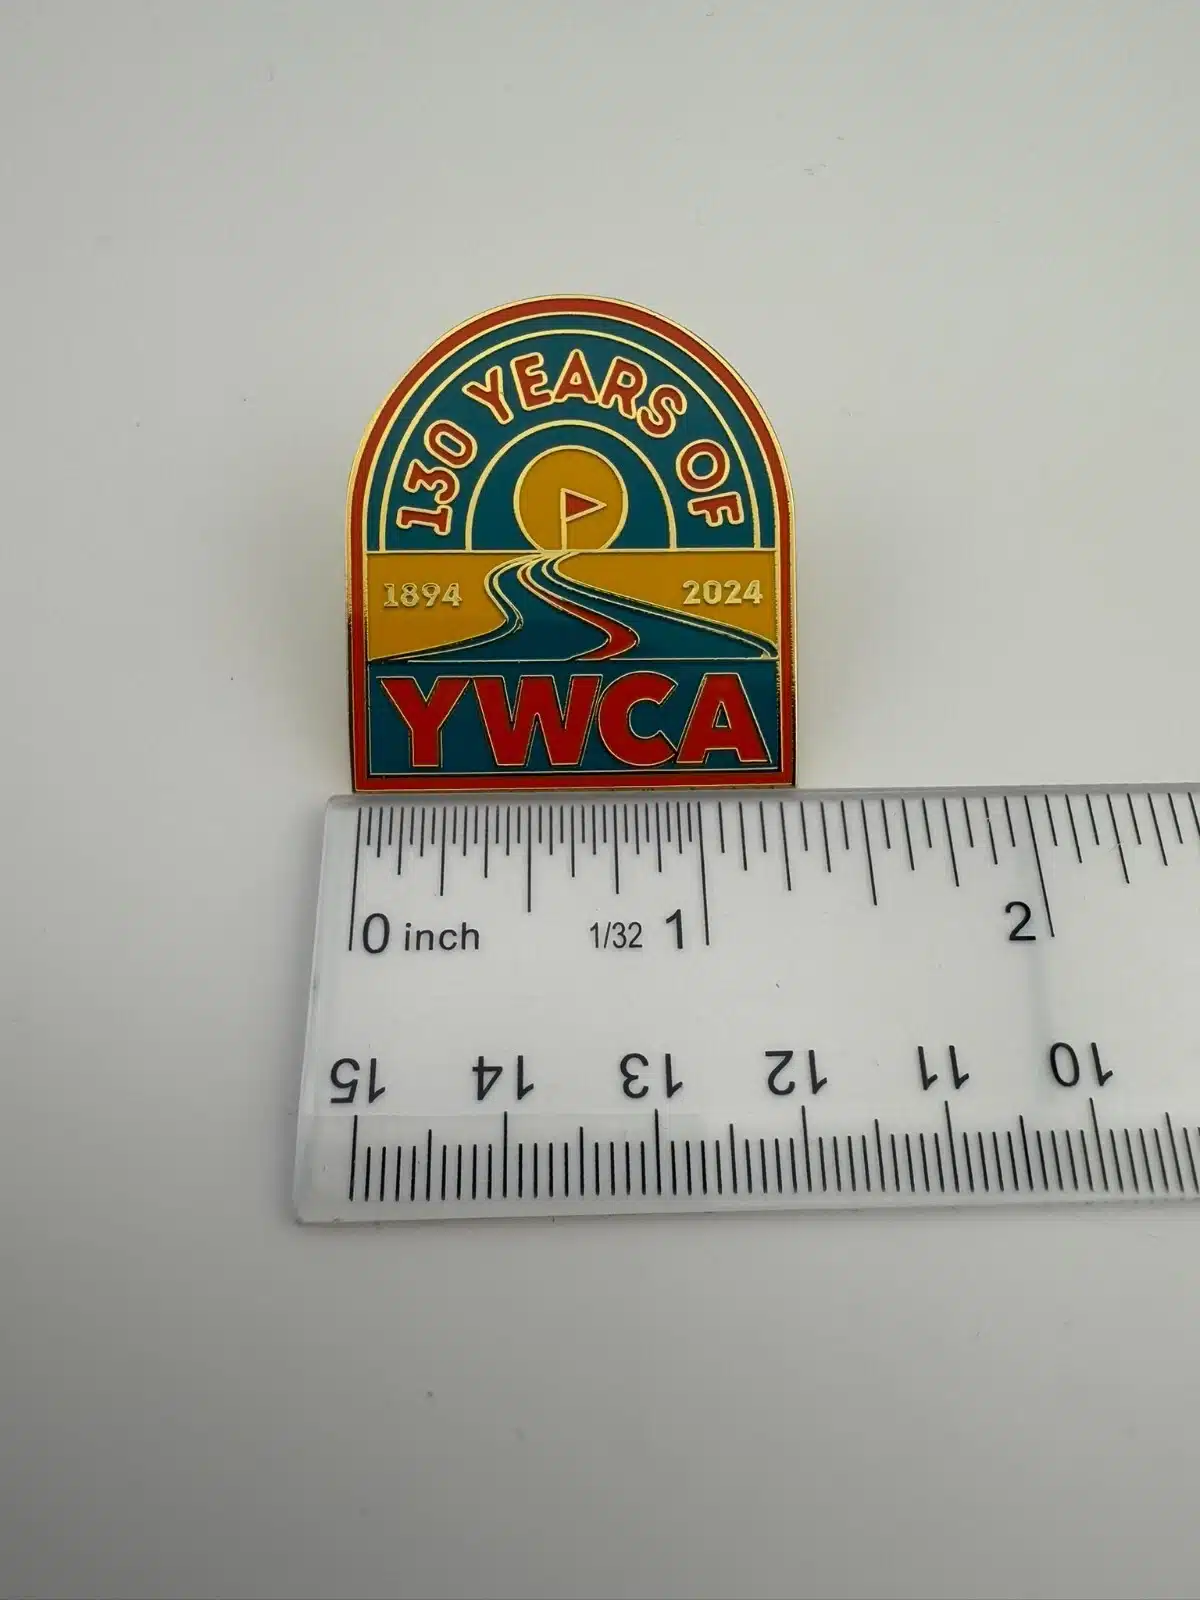 130 YEARS OF
1894 2024
YWCA
0 inch 1/32 1 2
15 14 13 12 11 10